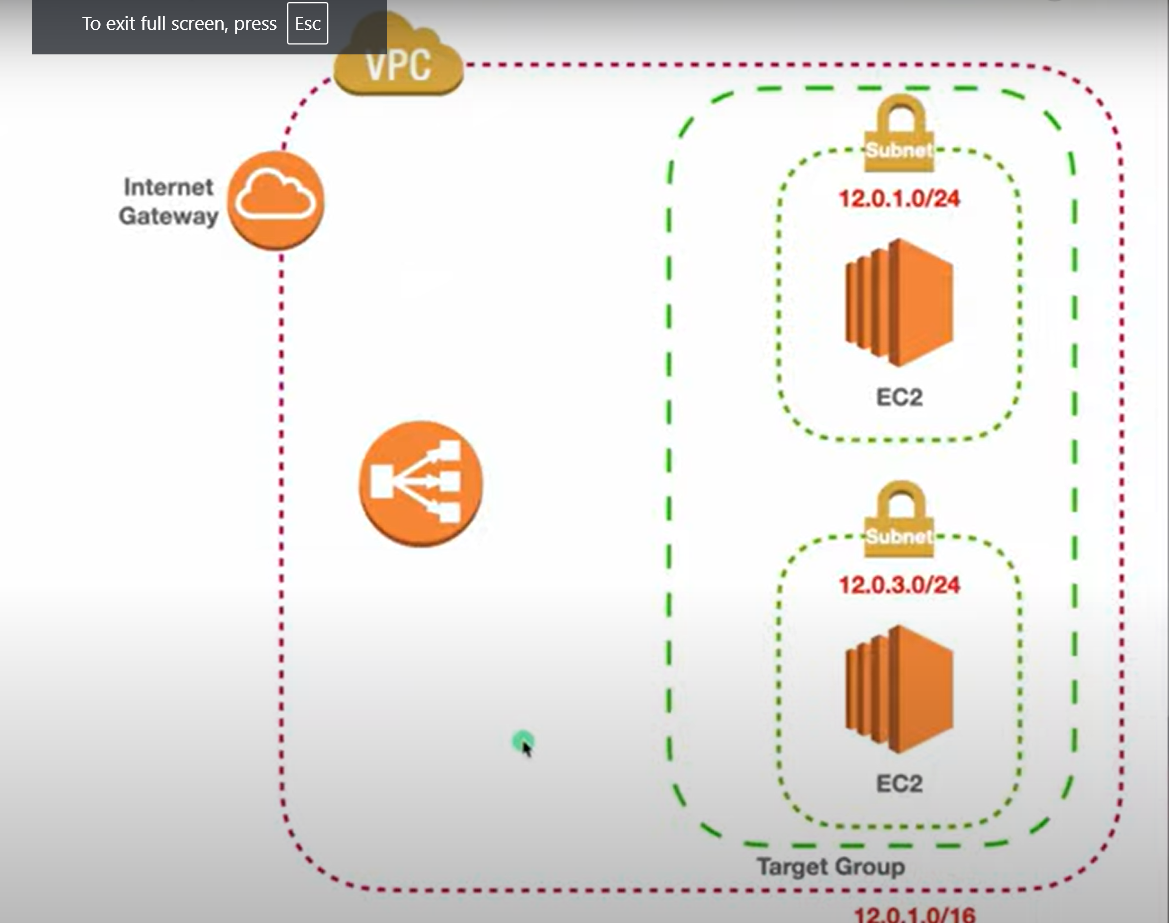 To exit full screen, press Esc
VPC
Internet
Gateway
Subnet
12.0.1.0/24
EC2
Subnet
12.0.3.0/24
EC2
Target Group
12.0.1.0/16